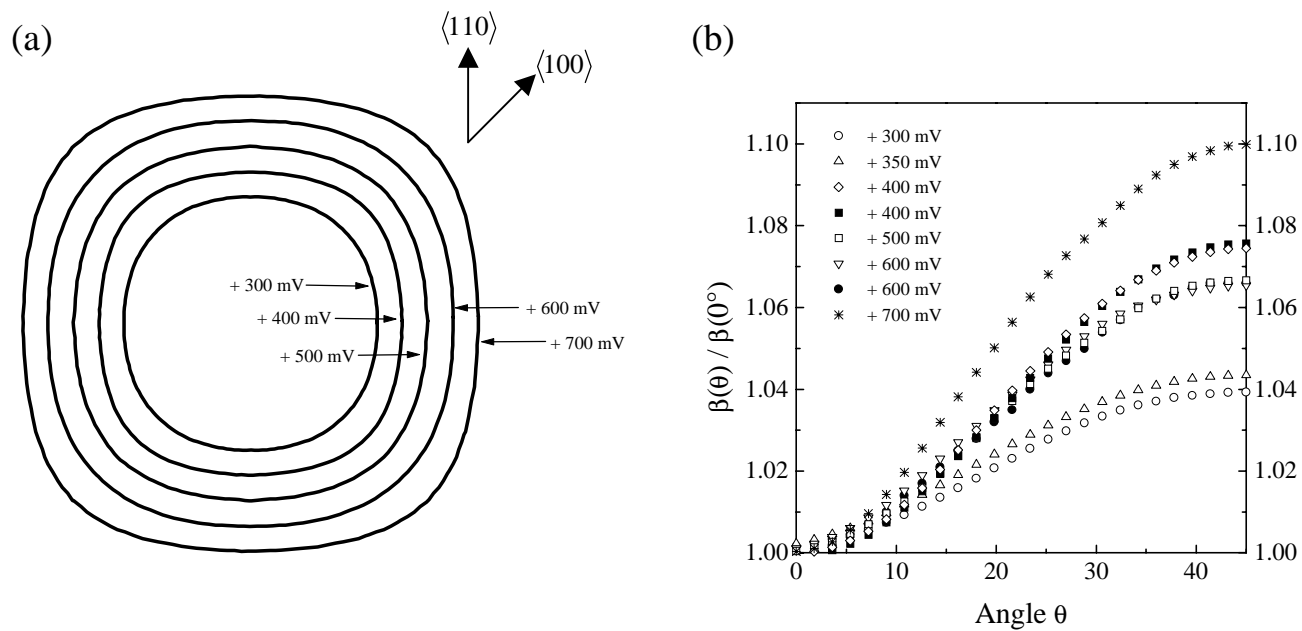 (a)
⟨110⟩
⟨100⟩
+ 300 mV
+ 400 mV
+ 500 mV
+ 600 mV
+ 700 mV
(b)
β(θ) / β(0°)
1.10
1.08
1.06
1.04
1.02
1.00
+ 300 mV
+ 350 mV
+ 400 mV
+ 400 mV
+ 500 mV
+ 600 mV
+ 600 mV
+ 700 mV
1.10
1.08
1.06
1.04
1.02
1.00
0 10 20 30 40
Angle θ